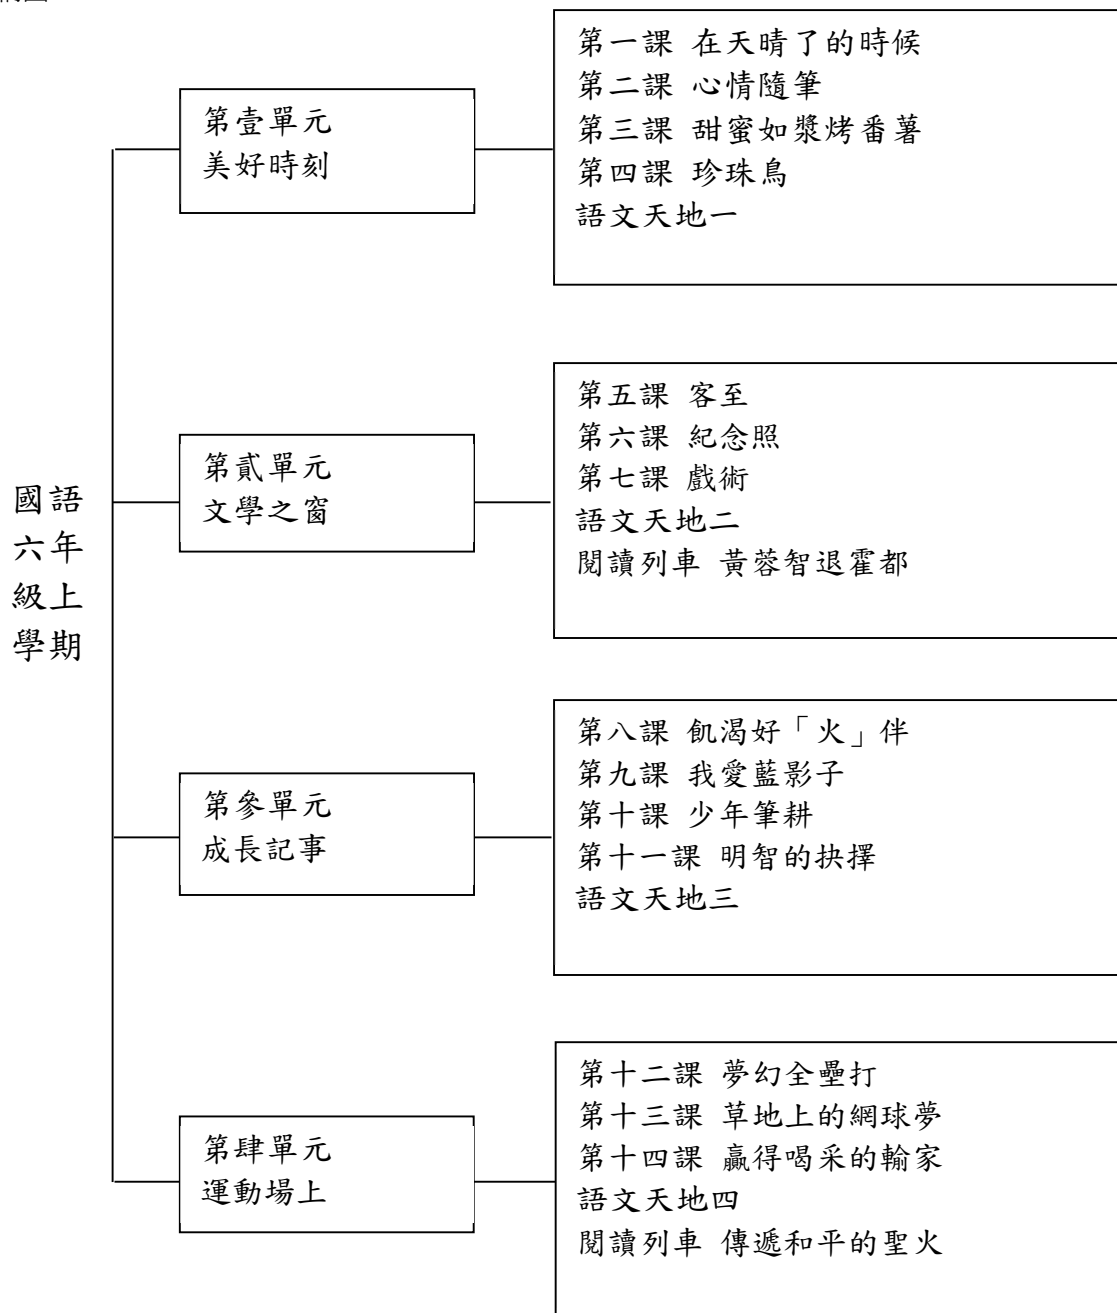 國語
六年
級上
學期
第壹單元
美好時刻
第一課 在天晴了的時候
第二課 心情隨筆
第三課 甜蜜如漿烤番薯
第四課 珍珠鳥
語文天地一
第貳單元
文學之窗
第五課 客至
第六課 紀念照
第七課 戲術
語文天地二
閱讀列車 黃蓉智退霍都
第參單元
成長記事
第八課 飢渴好「火」伴
第九課 我愛藍影子
第十課 少年筆耕
第十一課 明智的抉擇
語文天地三
第肆單元
運動場上
第十二課 夢幻全壘打
第十三課 草地上的網球夢
第十四課 贏得喝采的輸家
語文天地四
閱讀列車 傳遞和平的聖火